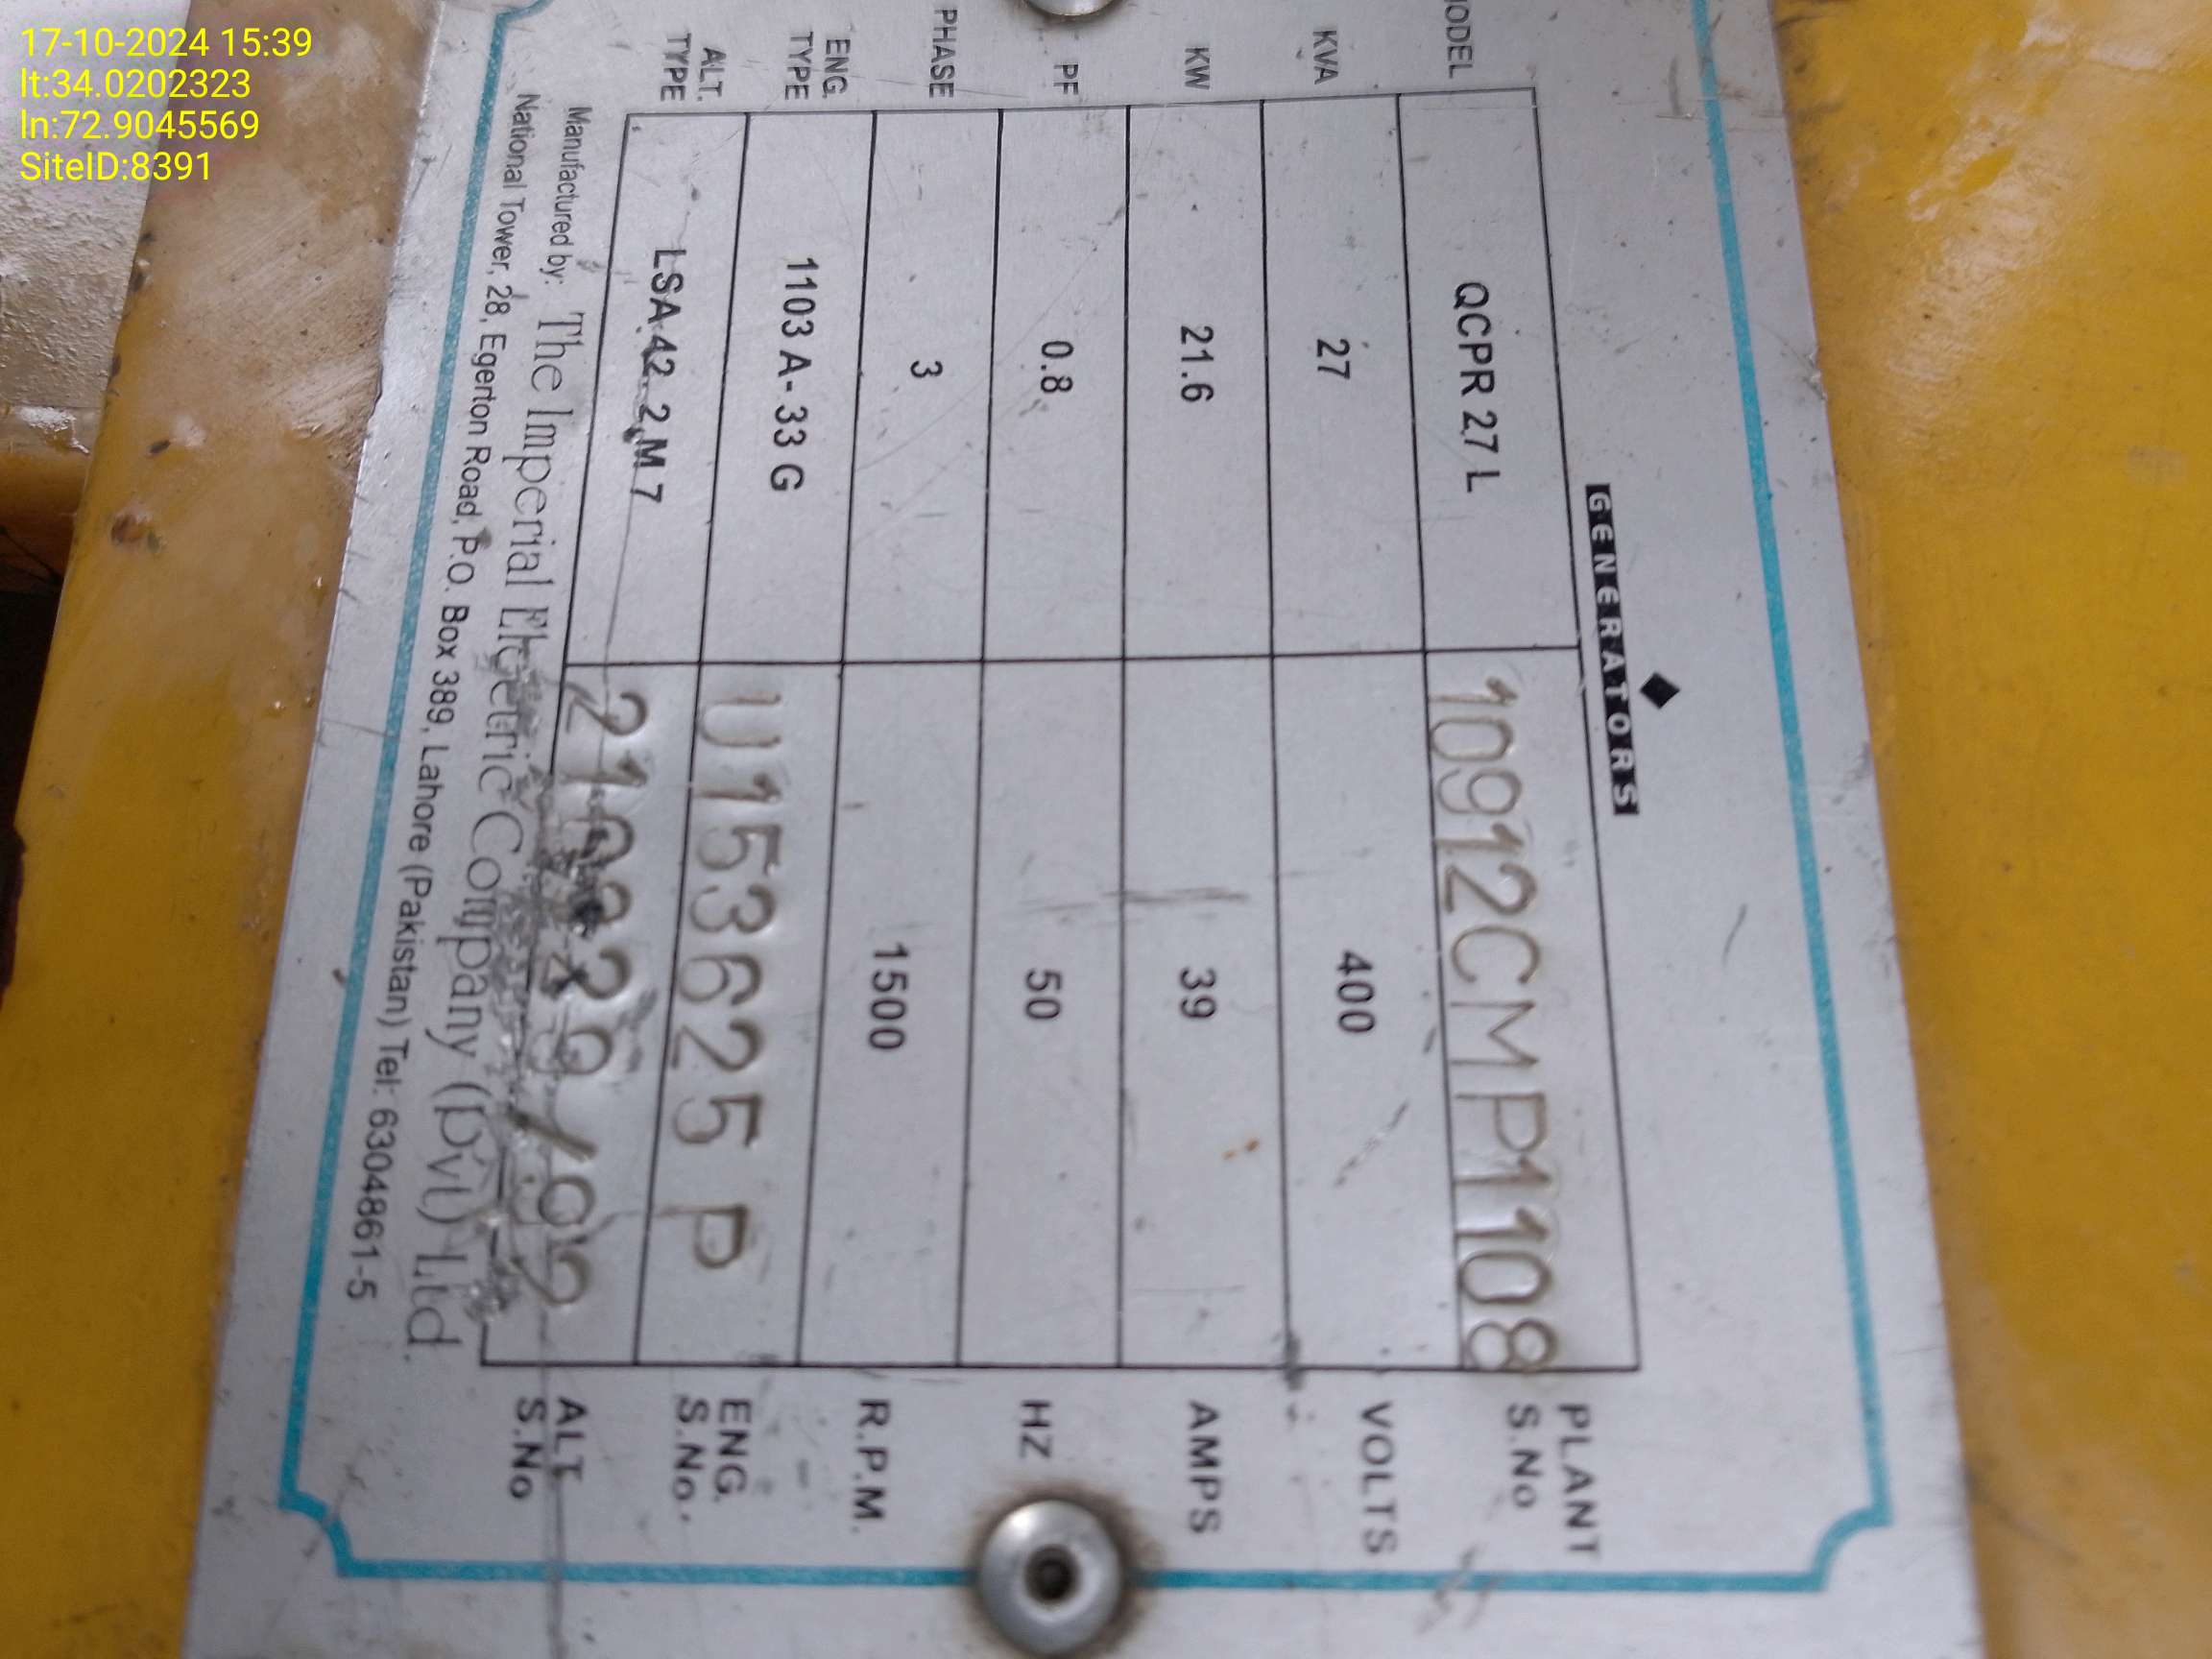 17-10-2024 15:39
lt:34.0202323
ln:72.9045569
SiteID:8391
GENERATORS
QCPR 27 L 10912CMP1108 PLANT S.No
KVA 27 400 VOLTS
KW 21.6 39 AMPS
PF 0.8 50 HZ
PHASE 3 1500 R.P.M.
ENG. TYPE 1103 A- 33 G U153625 P ENG. S.No.
ALT. TYPE LSA 42 2 M 7 ALT S.No
Manufactured by: The Imperial Electric Company (Pvt) Ltd.
National Tower, 28, Egerton Road, P.O. Box 389, Lahore (Pakistan) Tel: 6304861-5